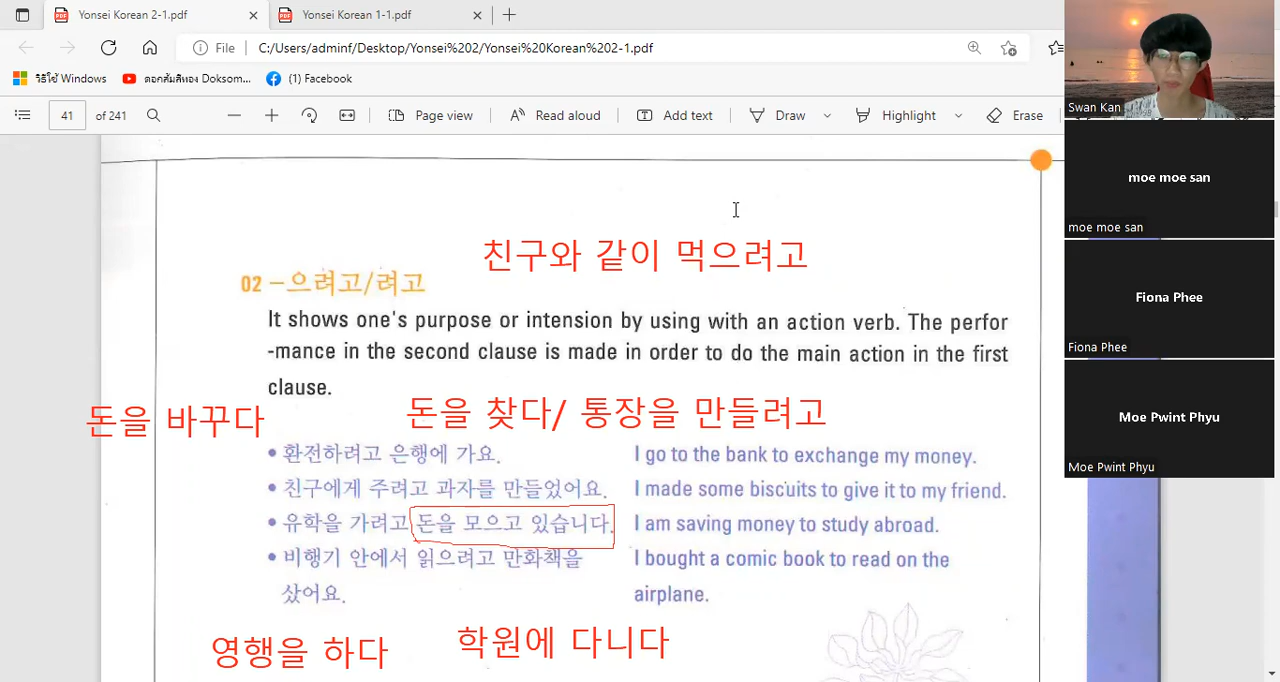 Yonsei Korean 2-1.pdf
Yonsei Korean 1-1.pdf
File
C:/Users/adminf/Desktop/Yonsei%202/Yonsei%20Korean%202-1.pdf
วิธีใช้ Windows
ดอกส้มสีทอง Doksom...
(1) Facebook
41 of 241
Page view
Read aloud
Add text
Draw
Highlight
Erase
친구와 같이 먹으려고
02 -으려고/려고
It shows one's purpose or intension by using with an action verb. The perfor
-mance in the second clause is made in order to do the main action in the first
clause.
돈을 바꾸다
돈을 찾다/ 통장을 만들려고
• 환전하려고 은행에 가요. I go to the bank to exchange my money.
• 친구에게 주려고 과자를 만들었어요. I made some biscuits to give it to my friend.
• 유학을 가려고 돈을 모으고 있습니다. I am saving money to study abroad.
• 비행기 안에서 읽으려고 만화책을 I bought a comic book to read on the
샀어요. airplane.
영행을 하다
학원에 다니다
Swan Kan
moe moe san
moe moe san
Fiona Phee
Fiona Phee
Moe Pwint Phyu
Moe Pwint Phyu